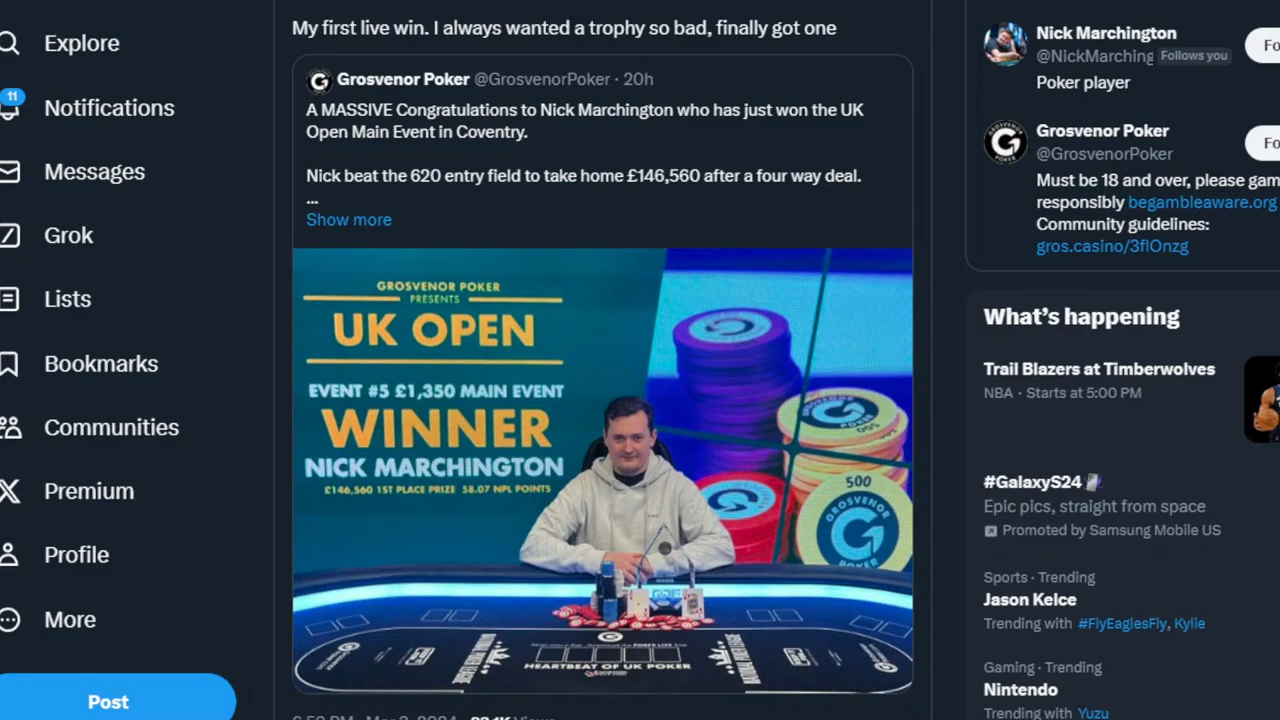 Explore
Notifications
11
Messages
Grok
Lists
Bookmarks
Communities
Premium
Profile
More
Post
My first live win. I always wanted a trophy so bad, finally got one
Grosvenor Poker @GrosvenorPoker · 20h
A MASSIVE Congratulations to Nick Marchington who has just won the UK
Open Main Event in Coventry.
Nick beat the 620 entry field to take home £146,560 after a four way deal.
...
Show more
GROSVENOR POKER
PRESENTS
UK OPEN
EVENT #5 £1,350 MAIN EVENT
WINNER
NICK MARCHINGTON
£146,560 1ST PLACE PRIZE 58.07 NPL POINTS
500
GROSVENOR
POKER
HEARTBEAT OF UK POKER
Nick Marchington
@NickMarching Follows you
Fo
Poker player
Grosvenor Poker
@GrosvenorPoker
Fo
Must be 18 and over, please gam
responsibly begambleaware.org
Community guidelines:
gros.casino/3flOnzg
What's happening
Trail Blazers at Timberwolves
NBA · Starts at 5:00 PM
#GalaxyS24
Epic pics, straight from space
Promoted by Samsung Mobile US
Sports · Trending
Jason Kelce
Trending with #FlyEaglesFly, Kylie
Gaming · Trending
Nintendo
Trending with Yuzu